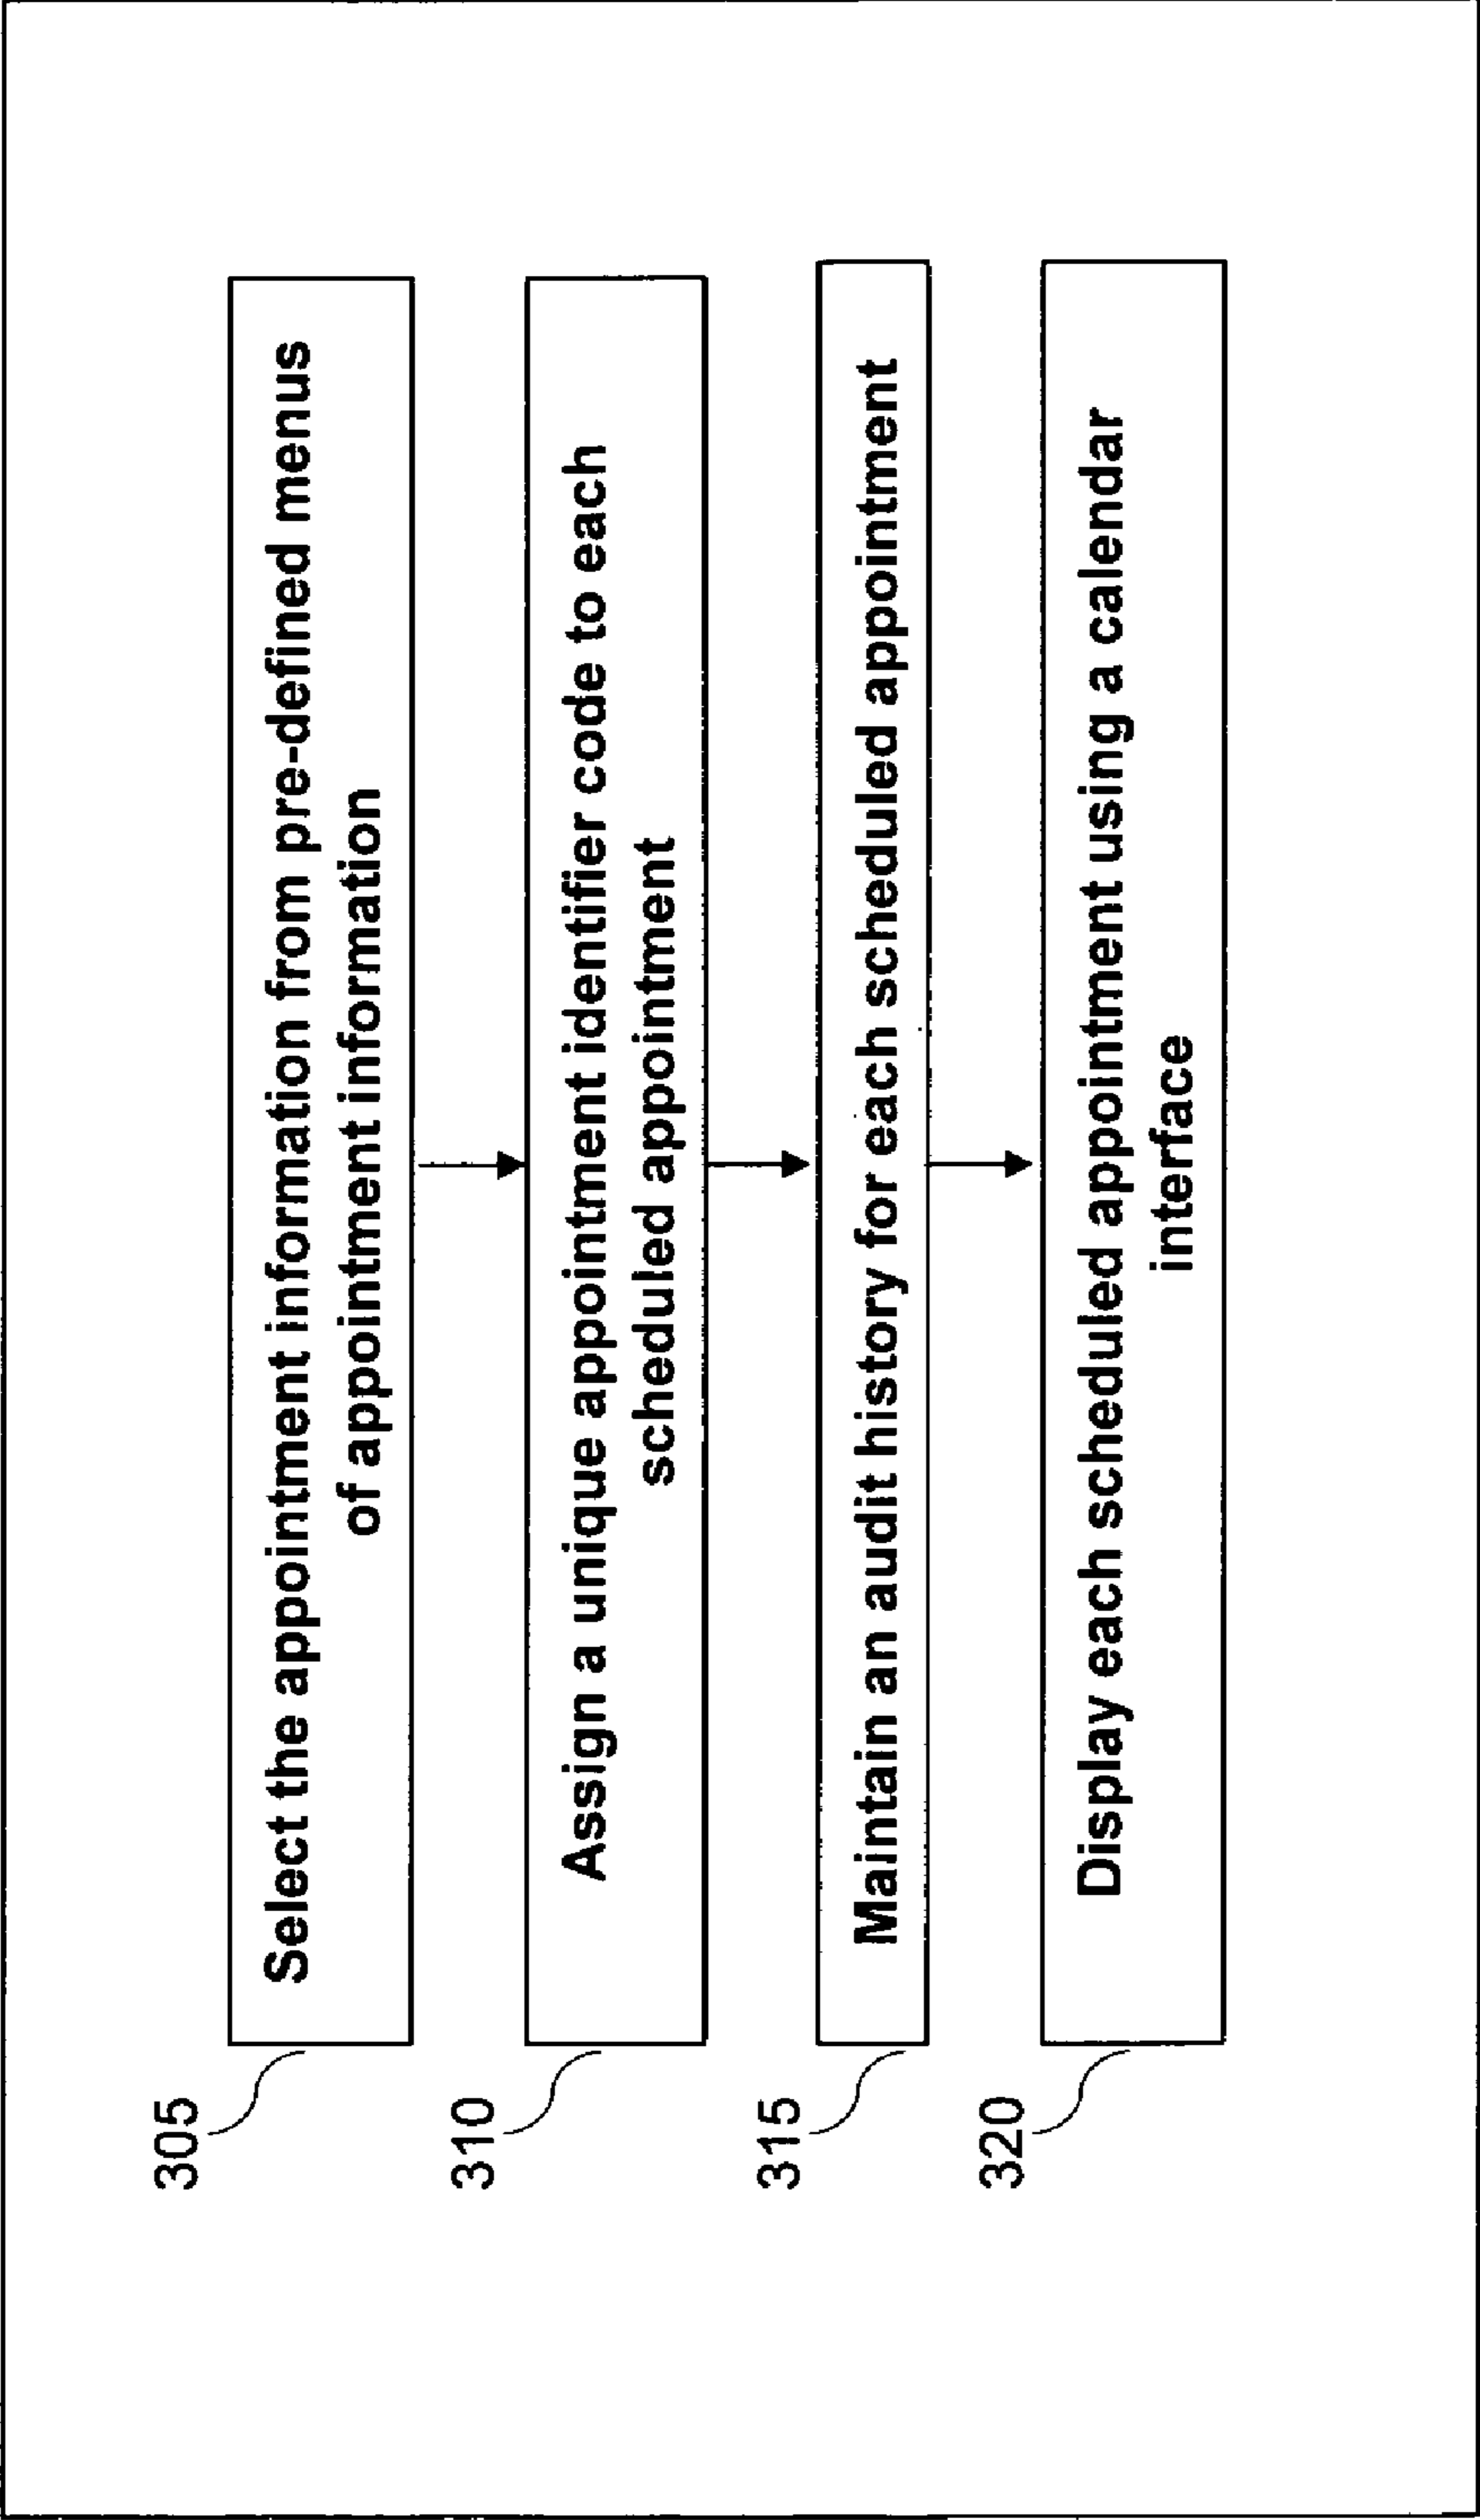 305
Select the appointment information from pre-defined menus
of appointment information
310
Assign a unique appointment identifier code to each
scheduled appointment
315
Maintain an audit history for each scheduled appointment
320
Display each scheduled appointment using a calendar
interface